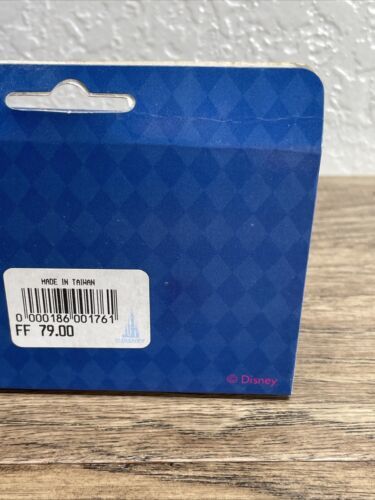 MADE IN TAIWAN
0 000186 001761
FF 79.00
© Disney